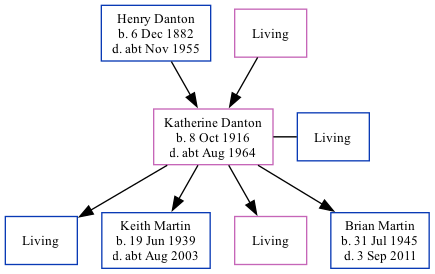 Henry Danton
b. 6 Dec 1882
d. abt Nov 1955
Living
Katherine Danton
b. 8 Oct 1916
d. abt Aug 1964
Living
Living
Keith Martin
b. 19 Jun 1939
d. abt Aug 2003
Living
Brian Martin
b. 31 Jul 1945
d. 3 Sep 2011